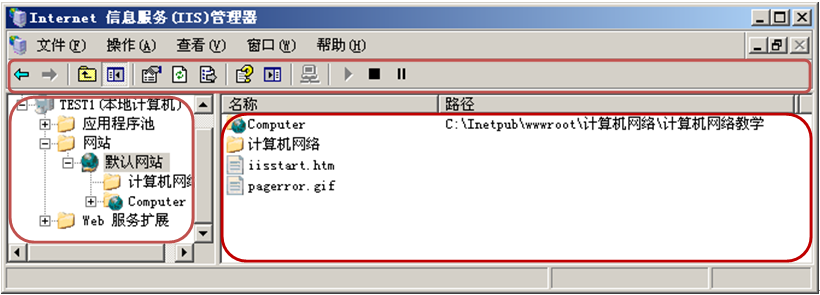 Internet 信息服务(IIS)管理器
文件(F) 操作(A) 查看(V) 窗口(W) 帮助(H)
TEST1(本地计算机)
应用程序池
网站
默认网站
计算机网络
Computer
Web 服务扩展
名称 路径
Computer C:\Inetpub\wwwroot\计算机网络\计算机网络教学
计算机网络
iisstart.htm
pagerror.gif